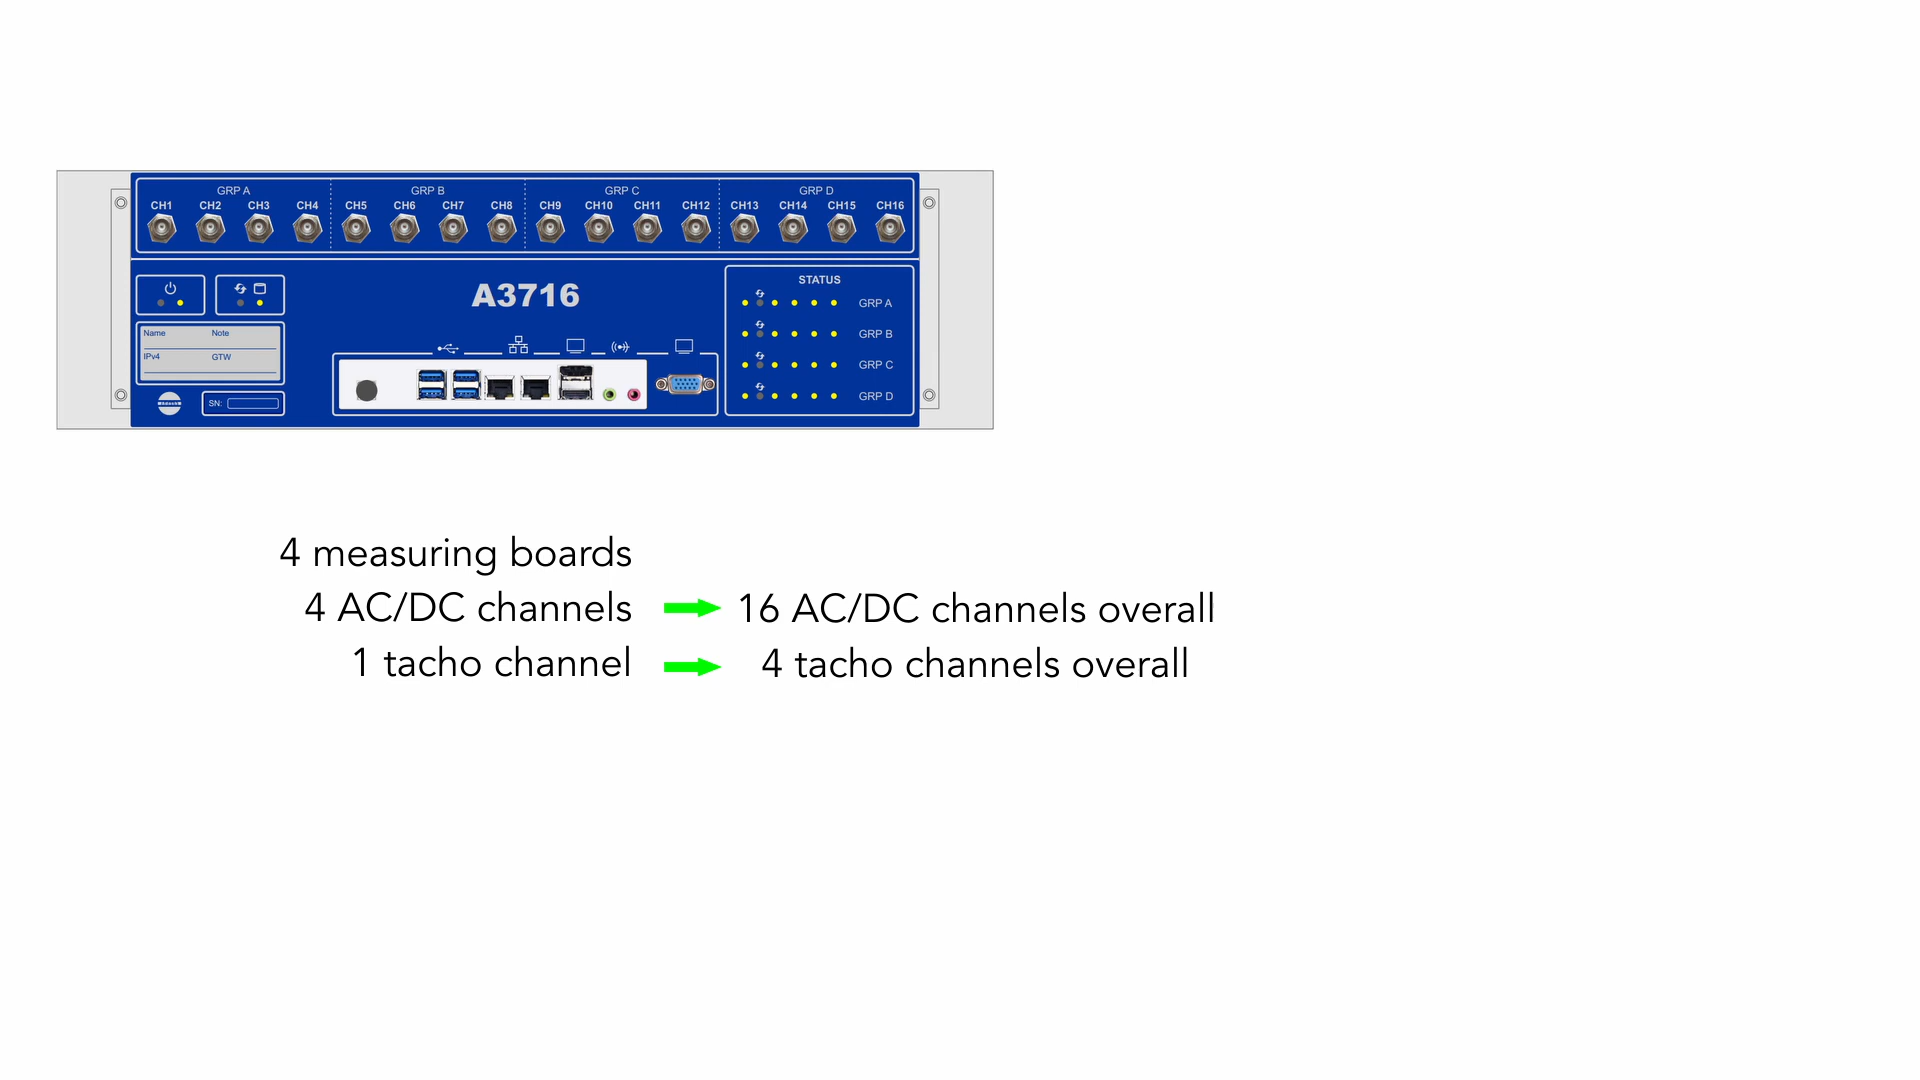 GRP A GRP B GRP C GRP D
CH1 CH2 CH3 CH4 CH5 CH6 CH7 CH8 CH9 CH10 CH11 CH12 CH13 CH14 CH15 CH16
A3716
STATUS
GRP A
GRP B
GRP C
GRP D
Name Note
IPv4 GTW
SN:
4 measuring boards
4 AC/DC channels 16 AC/DC channels overall
1 tacho channel 4 tacho channels overall